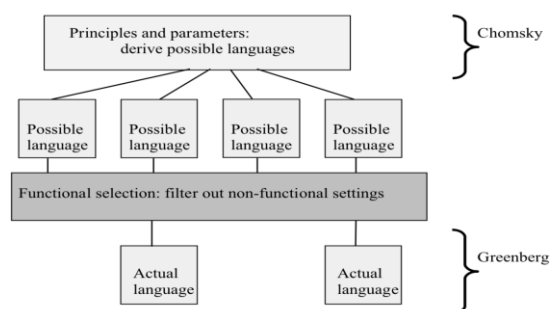 Principles and parameters:
derive possible languages
Chomsky
Possible
language
Possible
language
Possible
language
Possible
language
Functional selection: filter out non-functional settings
Actual
language
Actual
language
Greenberg